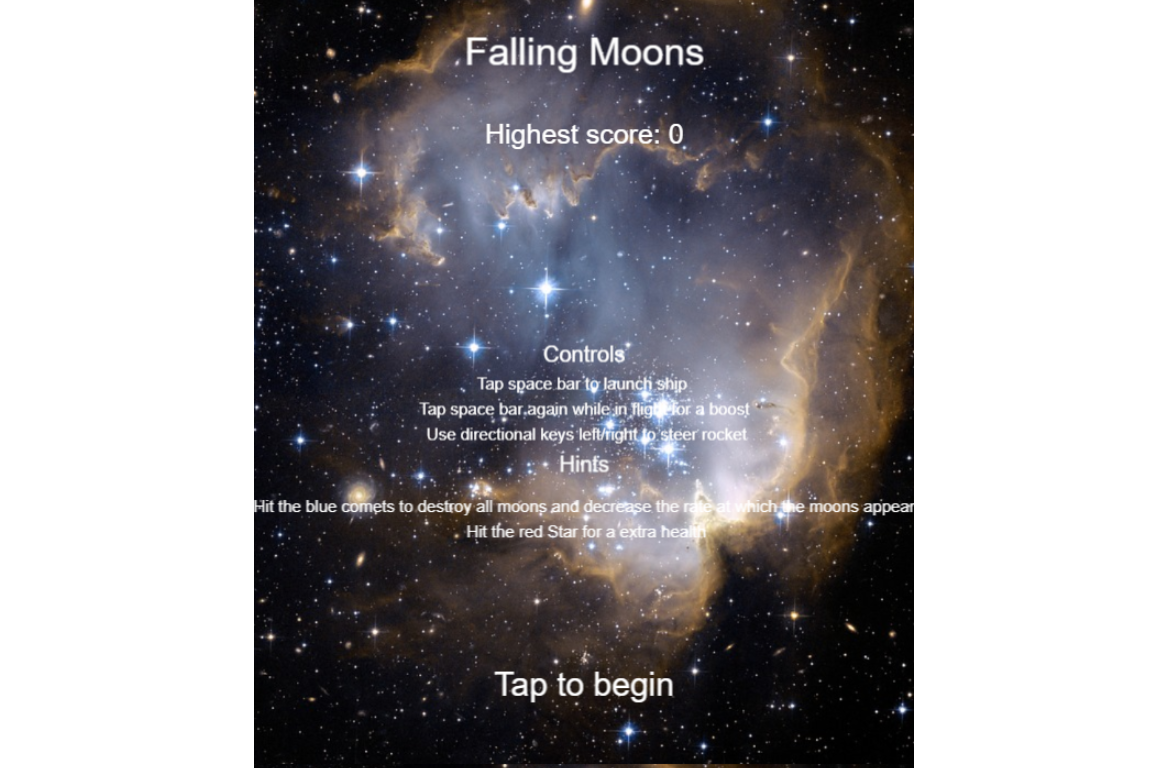 Falling Moons
Highest score: 0
Controls
Tap space bar to launch ship
Tap space bar again while in flight for a boost
Use directional keys left/right to steer rocket
Hints
Hit the blue comets to destroy all moons and decrease the rate at which the moons appear
Hit the red Star for a extra health
Tap to begin